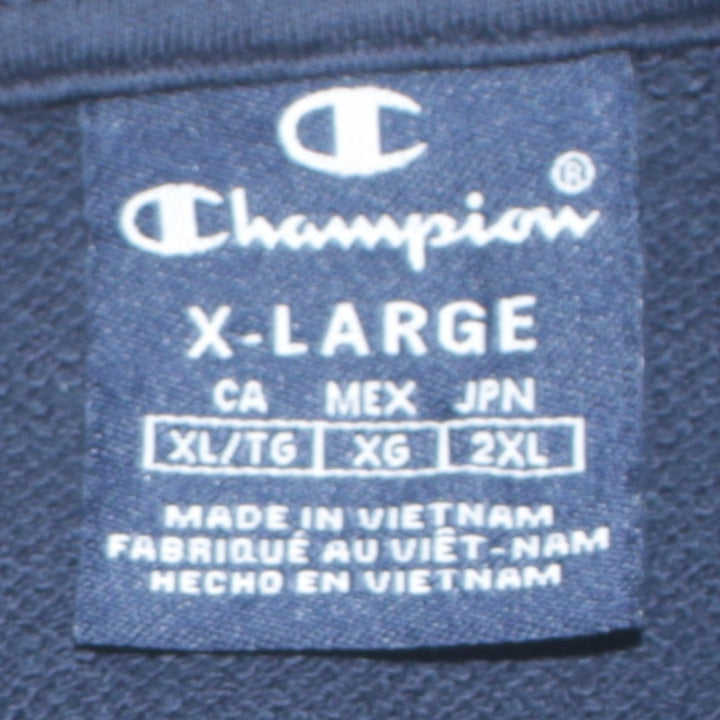 C
Champion®
X-LARGE
CA MEX JPN
XL/TG XG 2XL
MADE IN VIETNAM
FABRIQUÉ AU VIÊT-NAM
HECHO EN VIETNAM